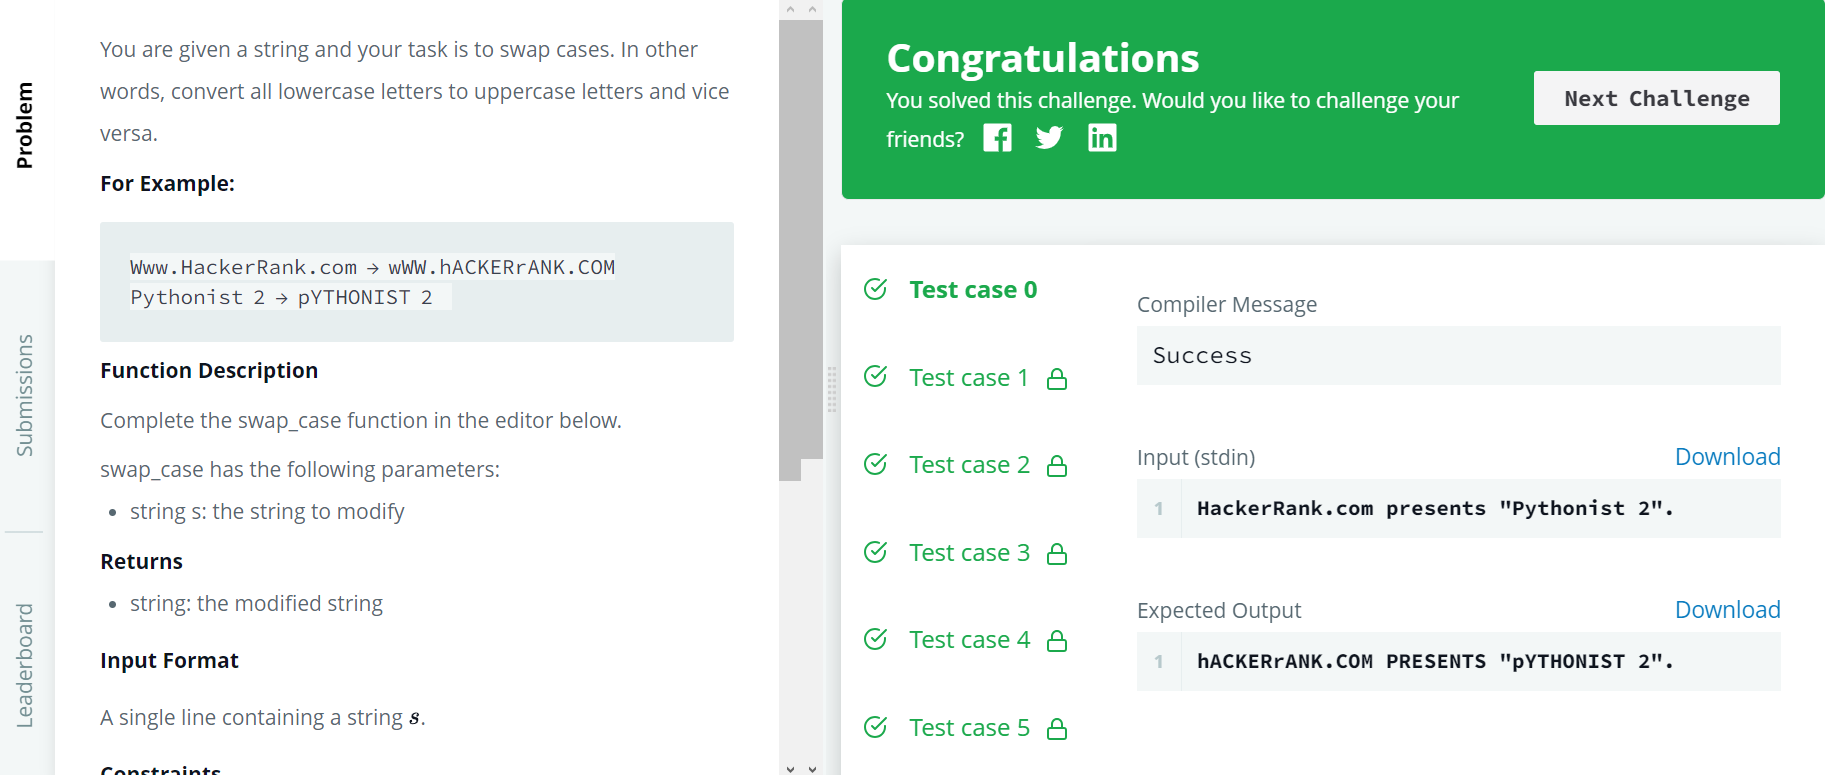 Problem
Submissions
Leaderboard
You are given a string and your task is to swap cases. In other
words, convert all lowercase letters to uppercase letters and vice
versa.
For Example:
Www.HackerRank.com → wWW.hACKERrANK.COM
Pythonist 2 → pYTHONIST 2
Function Description
Complete the swap_case function in the editor below.
swap_case has the following parameters:
• string s: the string to modify
Returns
• string: the modified string
Input Format
A single line containing a string s.
Constraints
Congratulations
You solved this challenge. Would you like to challenge your
friends?
Next Challenge
Test case 0
Test case 1
Test case 2
Test case 3
Test case 4
Test case 5
Compiler Message
Success
Input (stdin)
Download
1 HackerRank.com presents "Pythonist 2".
Expected Output
Download
1 hACKERrANK.COM PRESENTS "pYTHONIST 2".